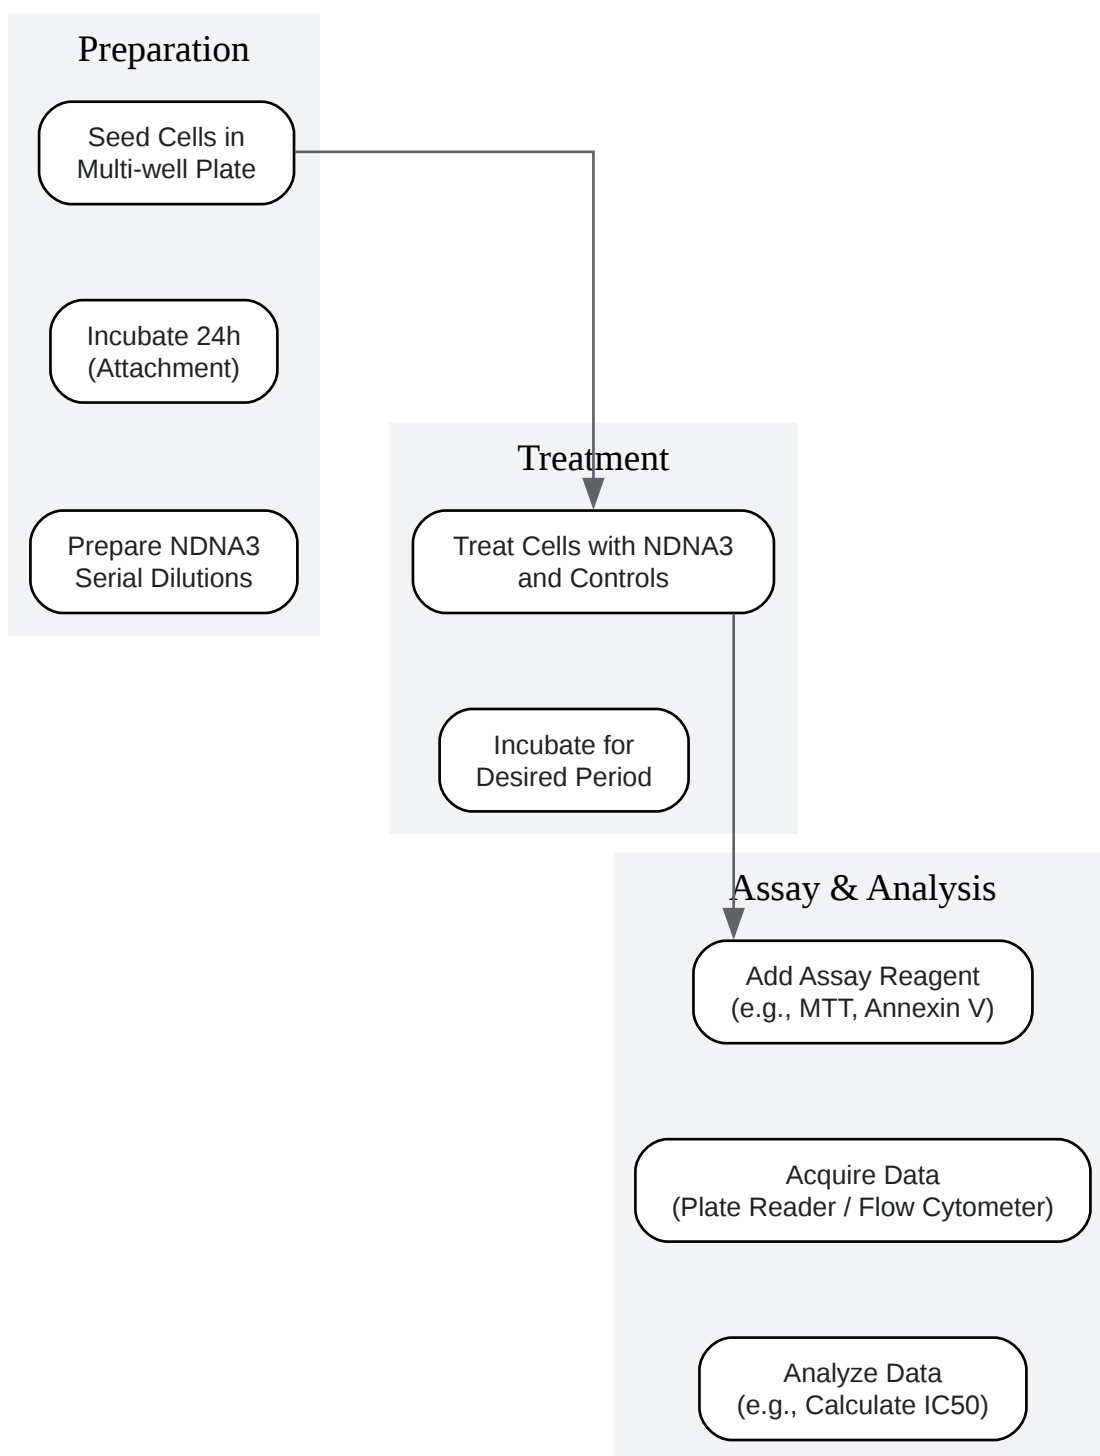 Preparation
Seed Cells in
Multi-well Plate
Incubate 24h
(Attachment)
Prepare NDNA3
Serial Dilutions
Treatment
Treat Cells with NDNA3
and Controls
Incubate for
Desired Period
Assay & Analysis
Add Assay Reagent
(e.g., MTT, Annexin V)
Acquire Data
(Plate Reader / Flow Cytometer)
Analyze Data
(e.g., Calculate IC50)